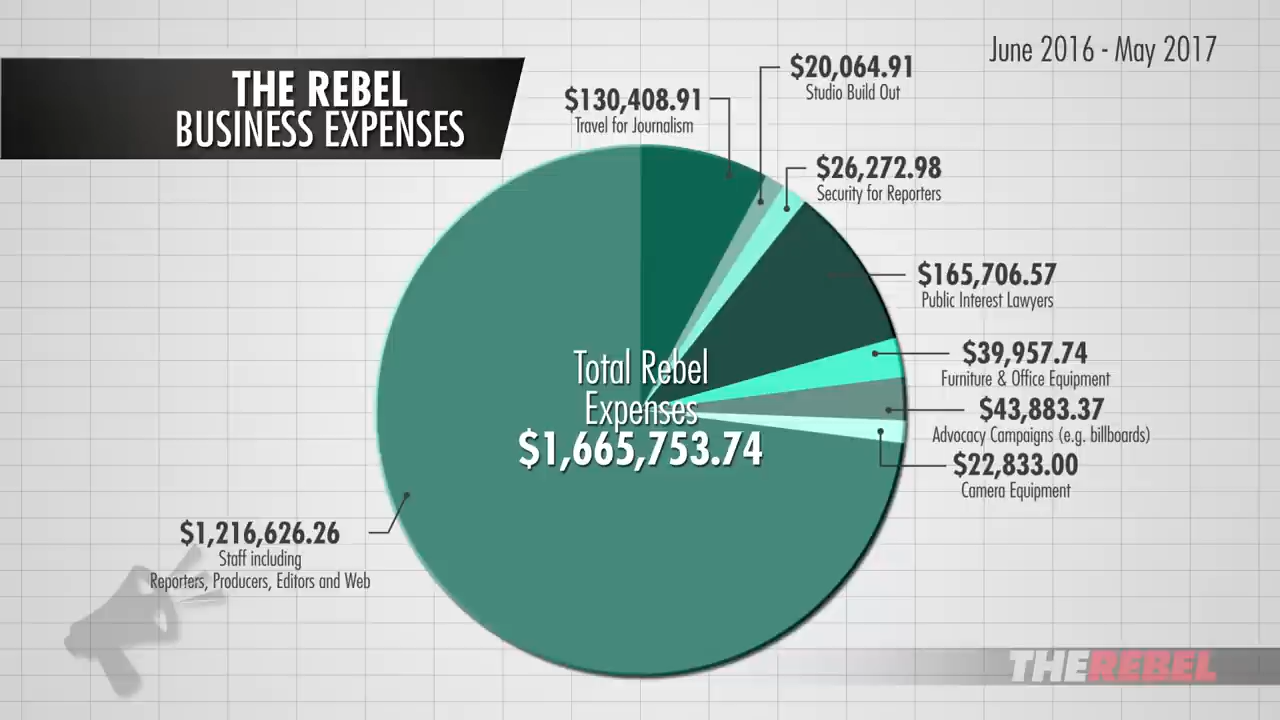 June 2016 - May 2017
THE REBEL
BUSINESS EXPENSES
$130,408.91
Travel for Journalism
$20,064.91
Studio Build Out
$26,272.98
Security for Reporters
$165,706.57
Public Interest Lawyers
$39,957.74
Furniture & Office Equipment
$43,883.37
Advocacy Campaigns (e.g. billboards)
$22,833.00
Camera Equipment
Total Rebel
Expenses
$1,665,753.74
$1,216,626.26
Staff including
Reporters, Producers, Editors and Web
THEREBEL